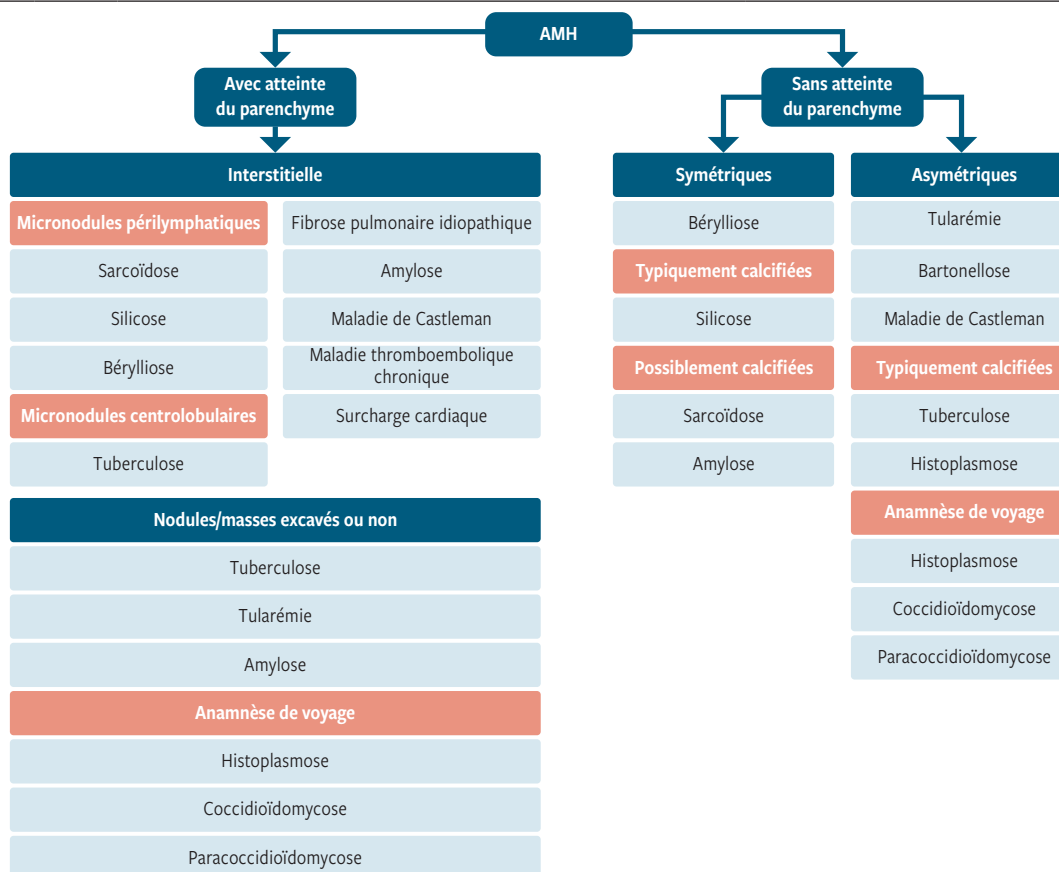 AMH
Avec atteinte
du parenchyme
Sans atteinte
du parenchyme
Interstitielle
Micronodules périlymphatiques
Sarcoïdose
Silicose
Bérylliose
Micronodules centrolobulaires
Tuberculose
Fibrose pulmonaire idiopathique
Amylose
Maladie de Castleman
Maladie thromboembolique
chronique
Surcharge cardiaque
Nodules/masses excavés ou non
Tuberculose
Tularémie
Amylose
Anamnèse de voyage
Histoplasmose
Coccidioïdomycose
Paracoccidioïdomycose
Symétriques
Bérylliose
Typiquement calcifiées
Silicose
Possiblement calcifiées
Sarcoïdose
Amylose
Asymétriques
Tularémie
Bartonellose
Maladie de Castleman
Typiquement calcifiées
Tuberculose
Histoplasmose
Anamnèse de voyage
Histoplasmose
Coccidioïdomycose
Paracoccidioïdomycose